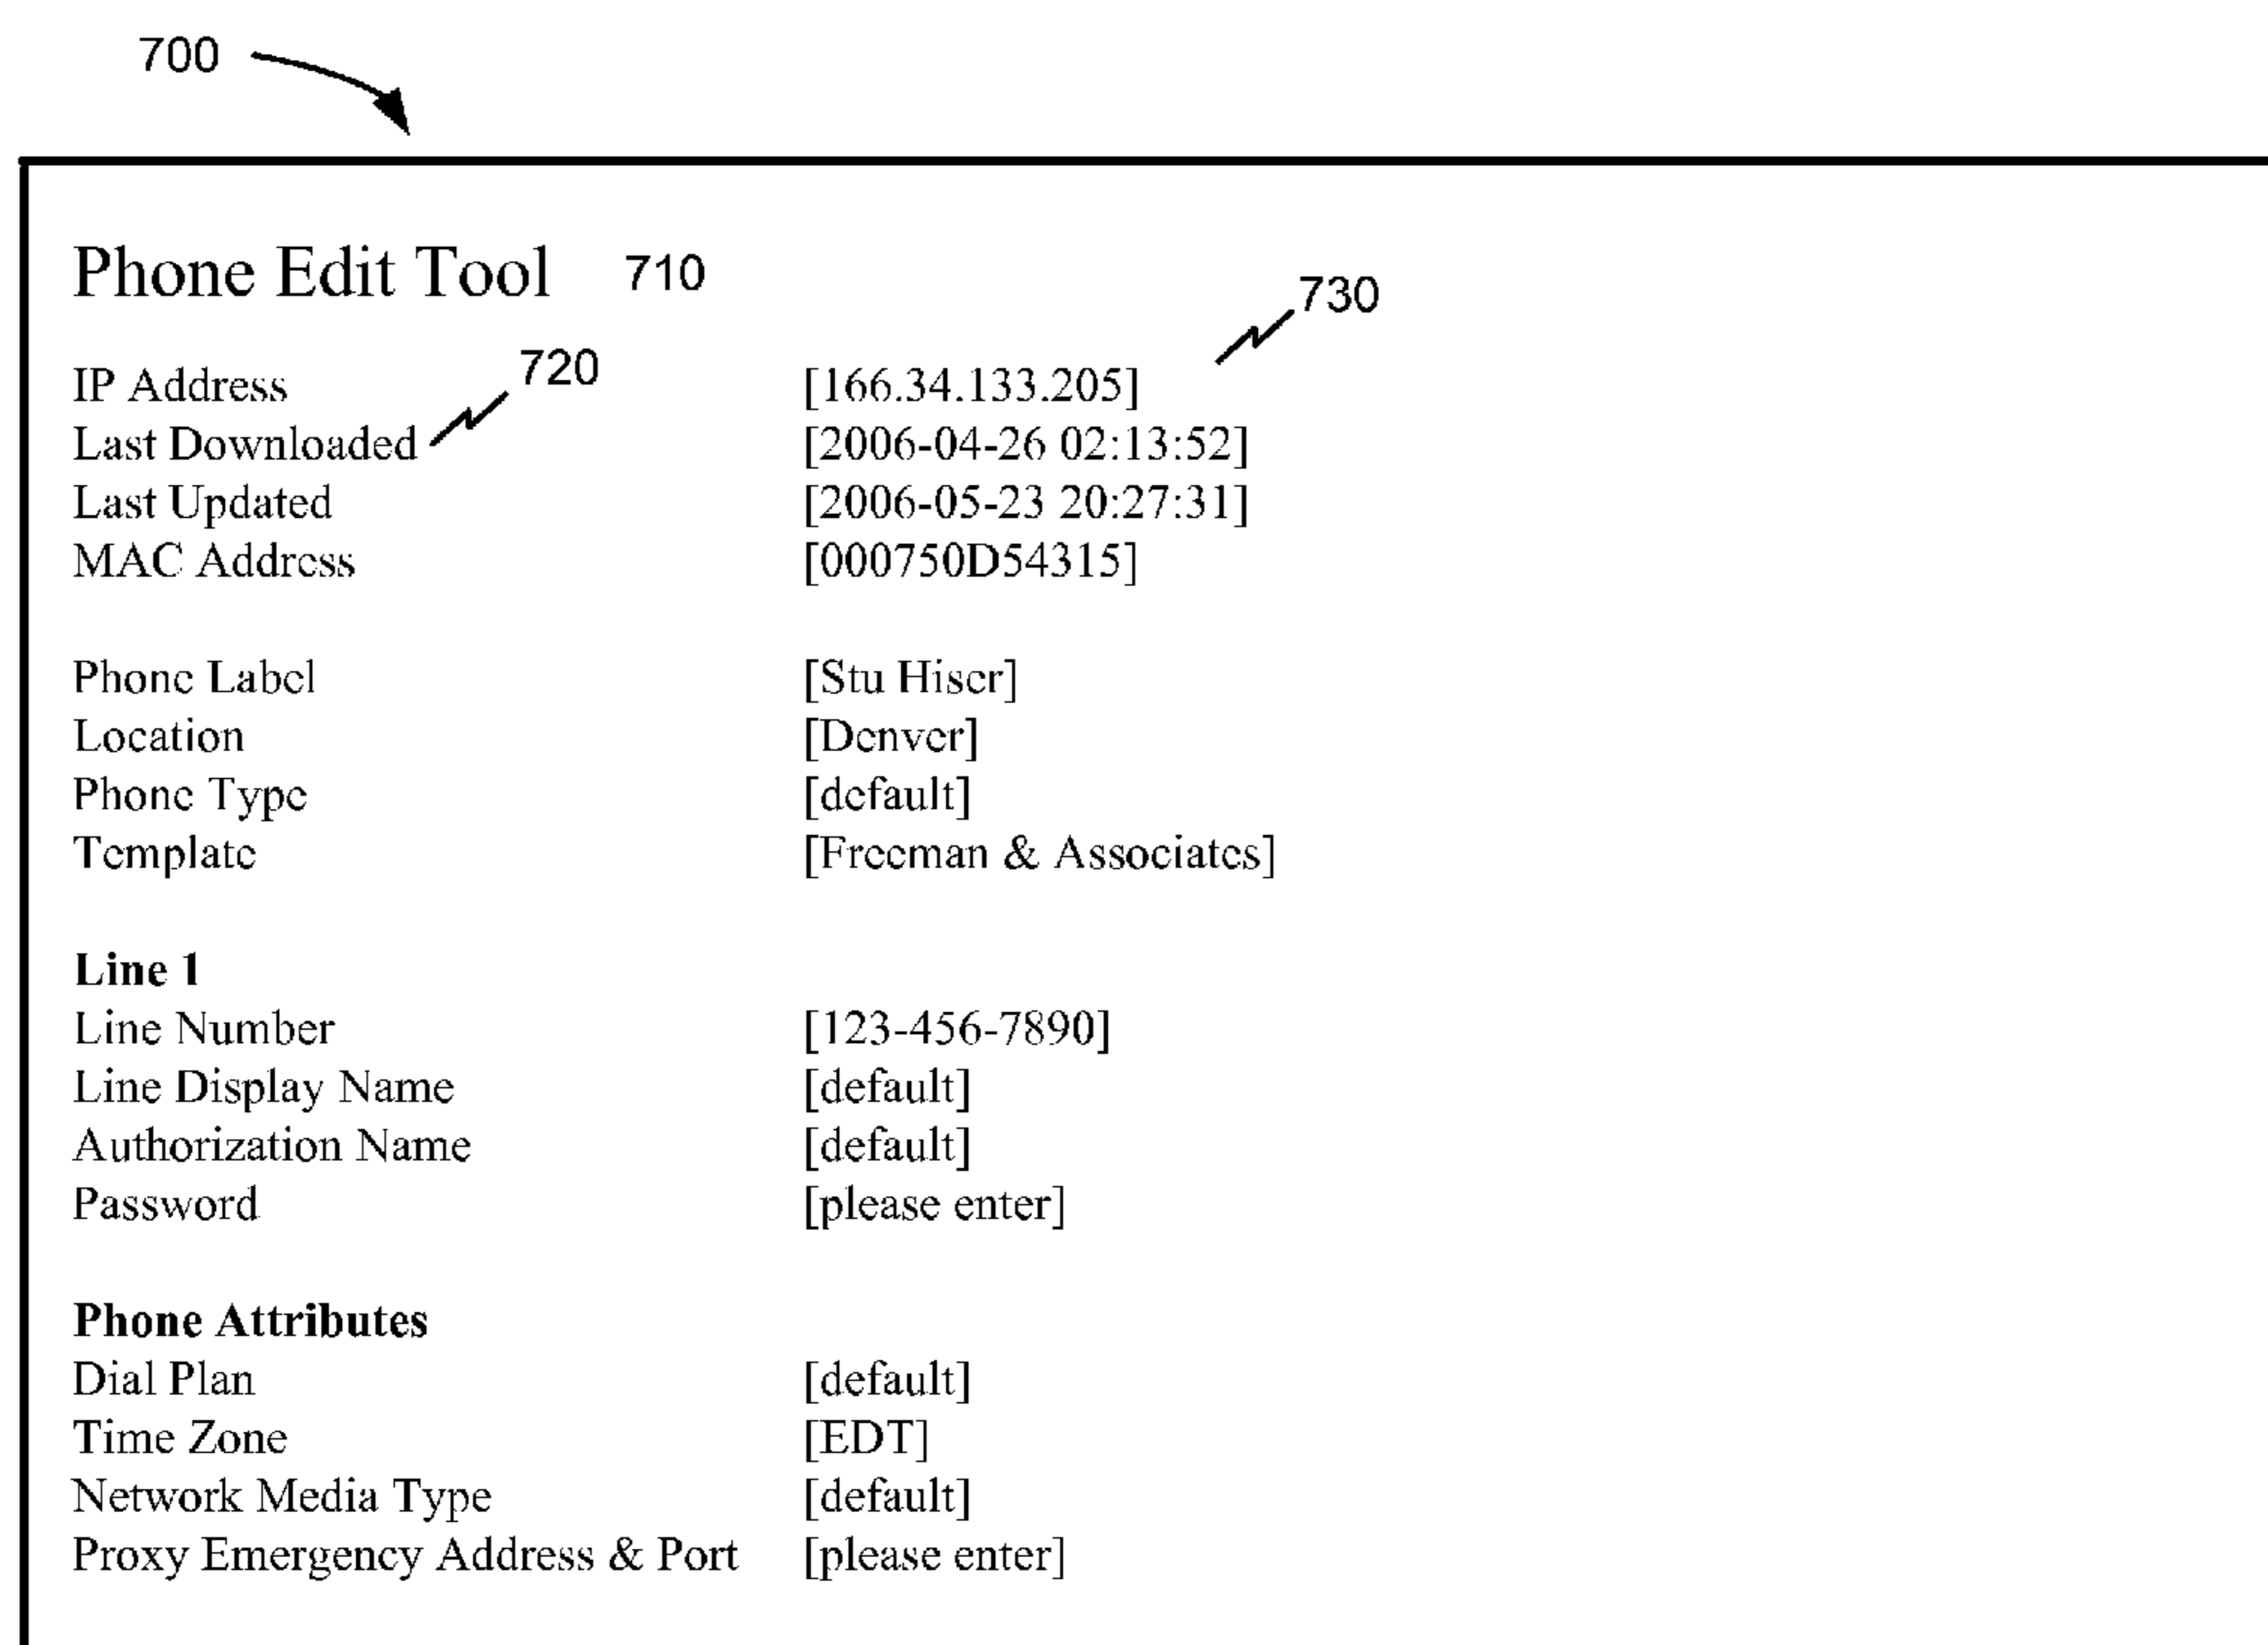 700
Phone Edit Tool 710
730
720
IP Address [166.34.133.205]
Last Downloaded [2006-04-26 02:13:52]
Last Updated [2006-05-23 20:27:31]
MAC Address [000750D54315]
Phone Label [Stu Hiser]
Location [Denver]
Phone Type [default]
Template [Freeman & Associates]
Line 1
Line Number [123-456-7890]
Line Display Name [default]
Authorization Name [default]
Password [please enter]
Phone Attributes
Dial Plan [default]
Time Zone [EDT]
Network Media Type [default]
Proxy Emergency Address & Port [please enter]